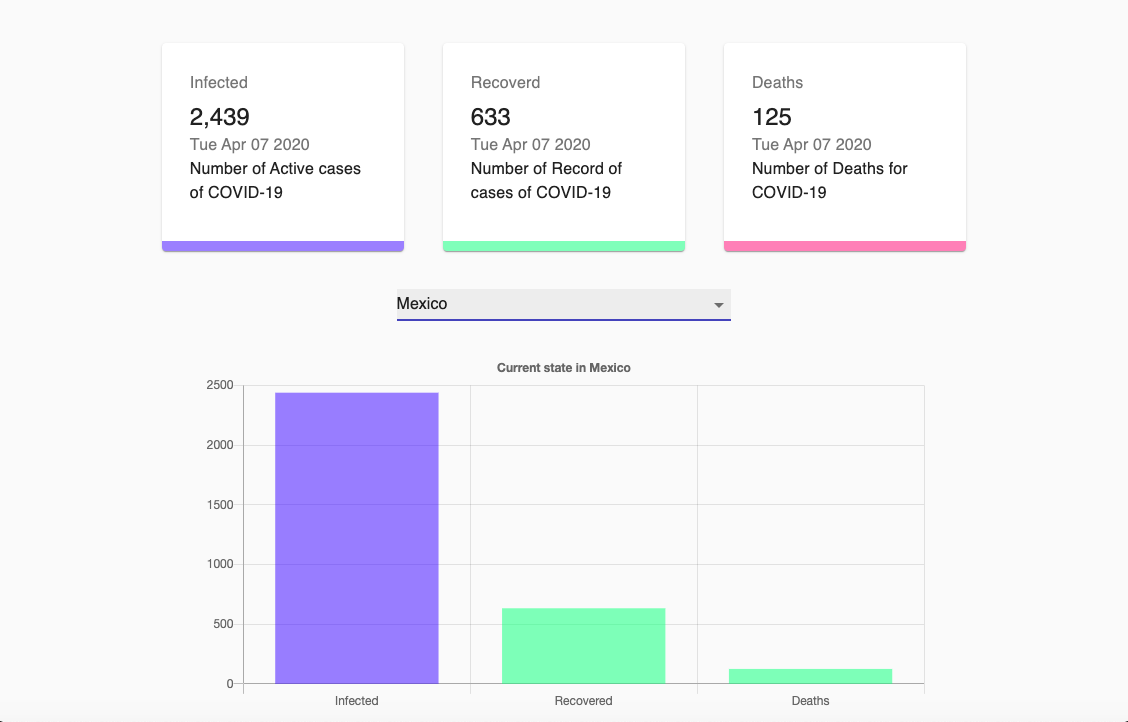 Infected
2,439
Tue Apr 07 2020
Number of Active cases
of COVID-19
Recoverd
633
Tue Apr 07 2020
Number of Record of
cases of COVID-19
Deaths
125
Tue Apr 07 2020
Number of Deaths for
COVID-19
Mexico
Current state in Mexico
2500
2000
1500
1000
500
0
Infected
Recovered
Deaths